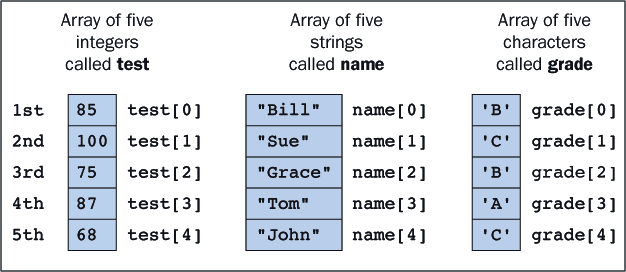 Array of five integers called test
Array of five strings called name
Array of five characters called grade
1st 85 test[0] "Bill" name[0] 'B' grade[0]
2nd 100 test[1] "Sue" name[1] 'C' grade[1]
3rd 75 test[2] "Grace" name[2] 'B' grade[2]
4th 87 test[3] "Tom" name[3] 'A' grade[3]
5th 68 test[4] "John" name[4] 'C' grade[4]